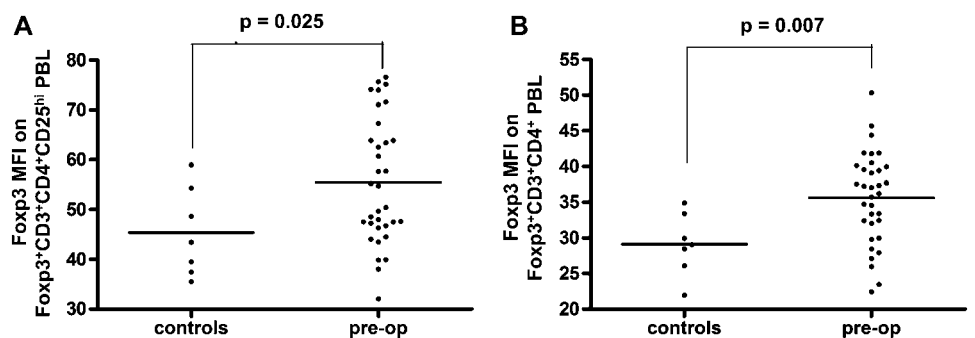 A
p = 0.025
Foxp3 MFI on
Foxp3⁺CD3⁺CD4⁺CD25ʰⁱ PBL
80
70
60
50
40
30
controls
pre-op
B
p = 0.007
Foxp3 MFI on
Foxp3⁺CD3⁺CD4⁺ PBL
55
50
45
40
35
30
25
20
controls
pre-op